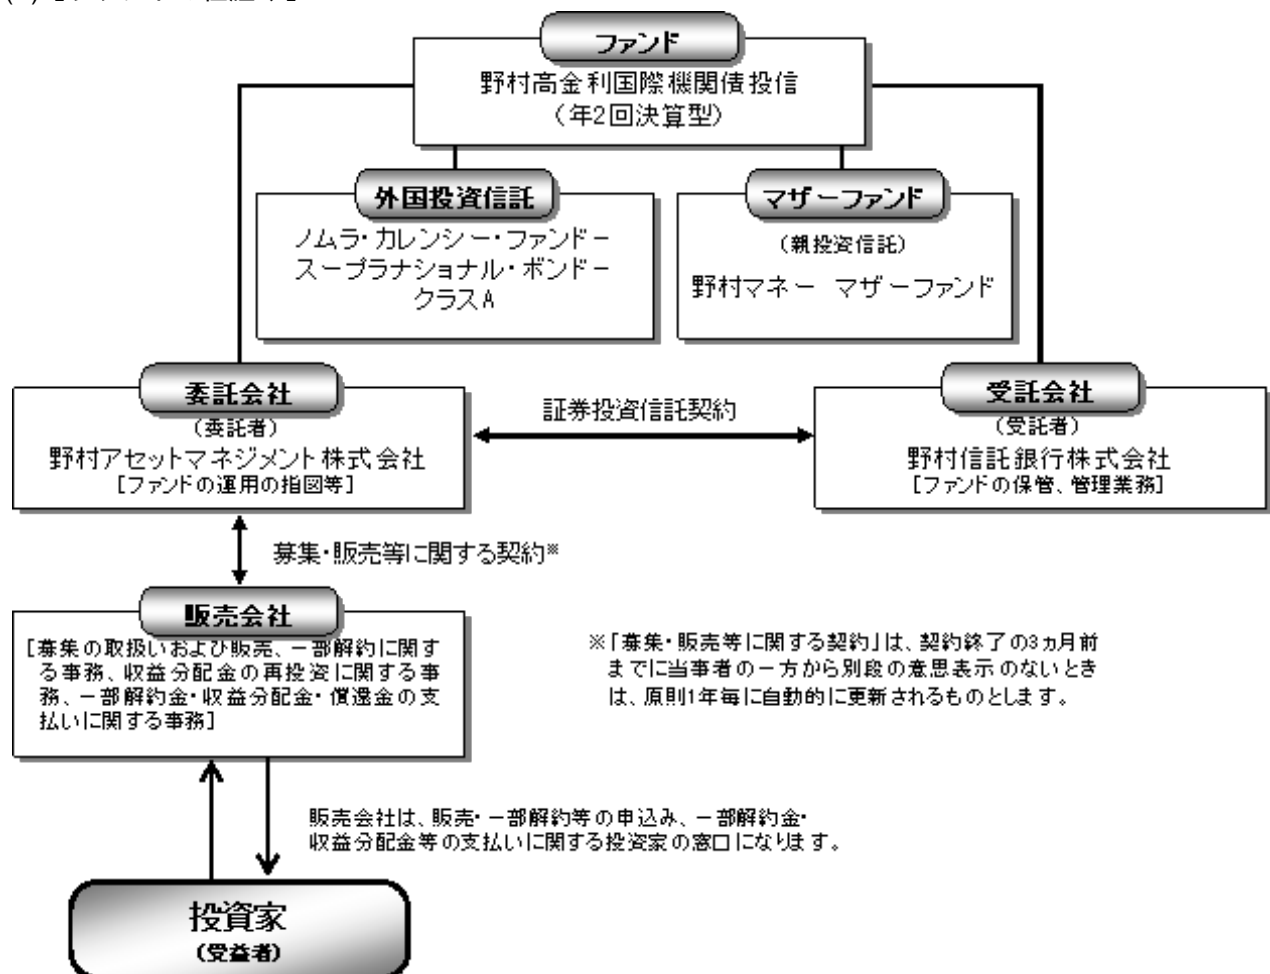 ファンド
野村高金利国際機関債投信
（年2回決算型）
外国投資信託
ノムラ・カレンシー・ファンド－
スープラナショナル・ボンド－
クラスA
マザーファンド
（親投資信託）
野村マネー マザーファンド
委託会社
（委託者）
野村アセットマネジメント株式会社
［ファンドの運用の指図等］
証券投資信託契約
受託会社
（受託者）
野村信託銀行株式会社
［ファンドの保管、管理業務］
募集・販売等に関する契約※
販売会社
［募集の取扱いおよび販売、一部解約に関す
る事務、収益分配金の再投資に関する事
務、一部解約金・収益分配金・償還金の支
払いに関する事務］
※「募集・販売等に関する契約」は、契約終了の3ヵ月前
までに当事者の一方から別段の意思表示のないとき
は、原則1年毎に自動的に更新されるものとします。
販売会社は、販売・一部解約等の申込み、一部解約金・
収益分配金等の支払いに関する投資家の窓口になります。
投資家
（受益者）